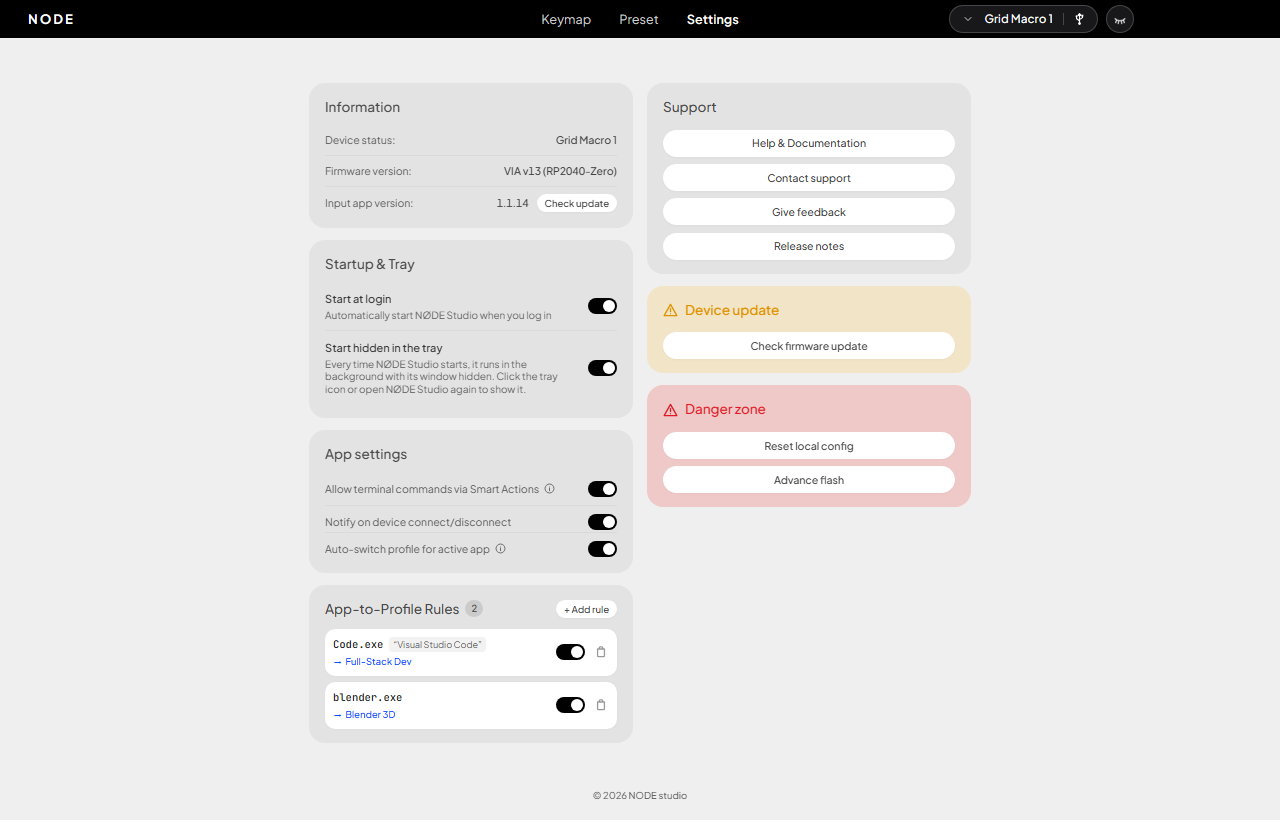 NODE
Keymap
Preset
Settings
Grid Macro 1
Information
Device status:
Grid Macro 1
Firmware version:
VIA v13 (RP2040-Zero)
Input app version:
1.1.14
Check update
Startup & Tray
Start at login
Automatically start NØDE Studio when you log in
Start hidden in the tray
Every time NØDE Studio starts, it runs in the
background with its window hidden. Click the tray
icon or open NØDE Studio again to show it.
App settings
Allow terminal commands via Smart Actions
Notify on device connect/disconnect
Auto-switch profile for active app
App-to-Profile Rules
2
+ Add rule
Code.exe
"Visual Studio Code"
→ Full-Stack Dev
blender.exe
→ Blender 3D
Support
Help & Documentation
Contact support
Give feedback
Release notes
Device update
Check firmware update
Danger zone
Reset local config
Advance flash
© 2026 NODE studio